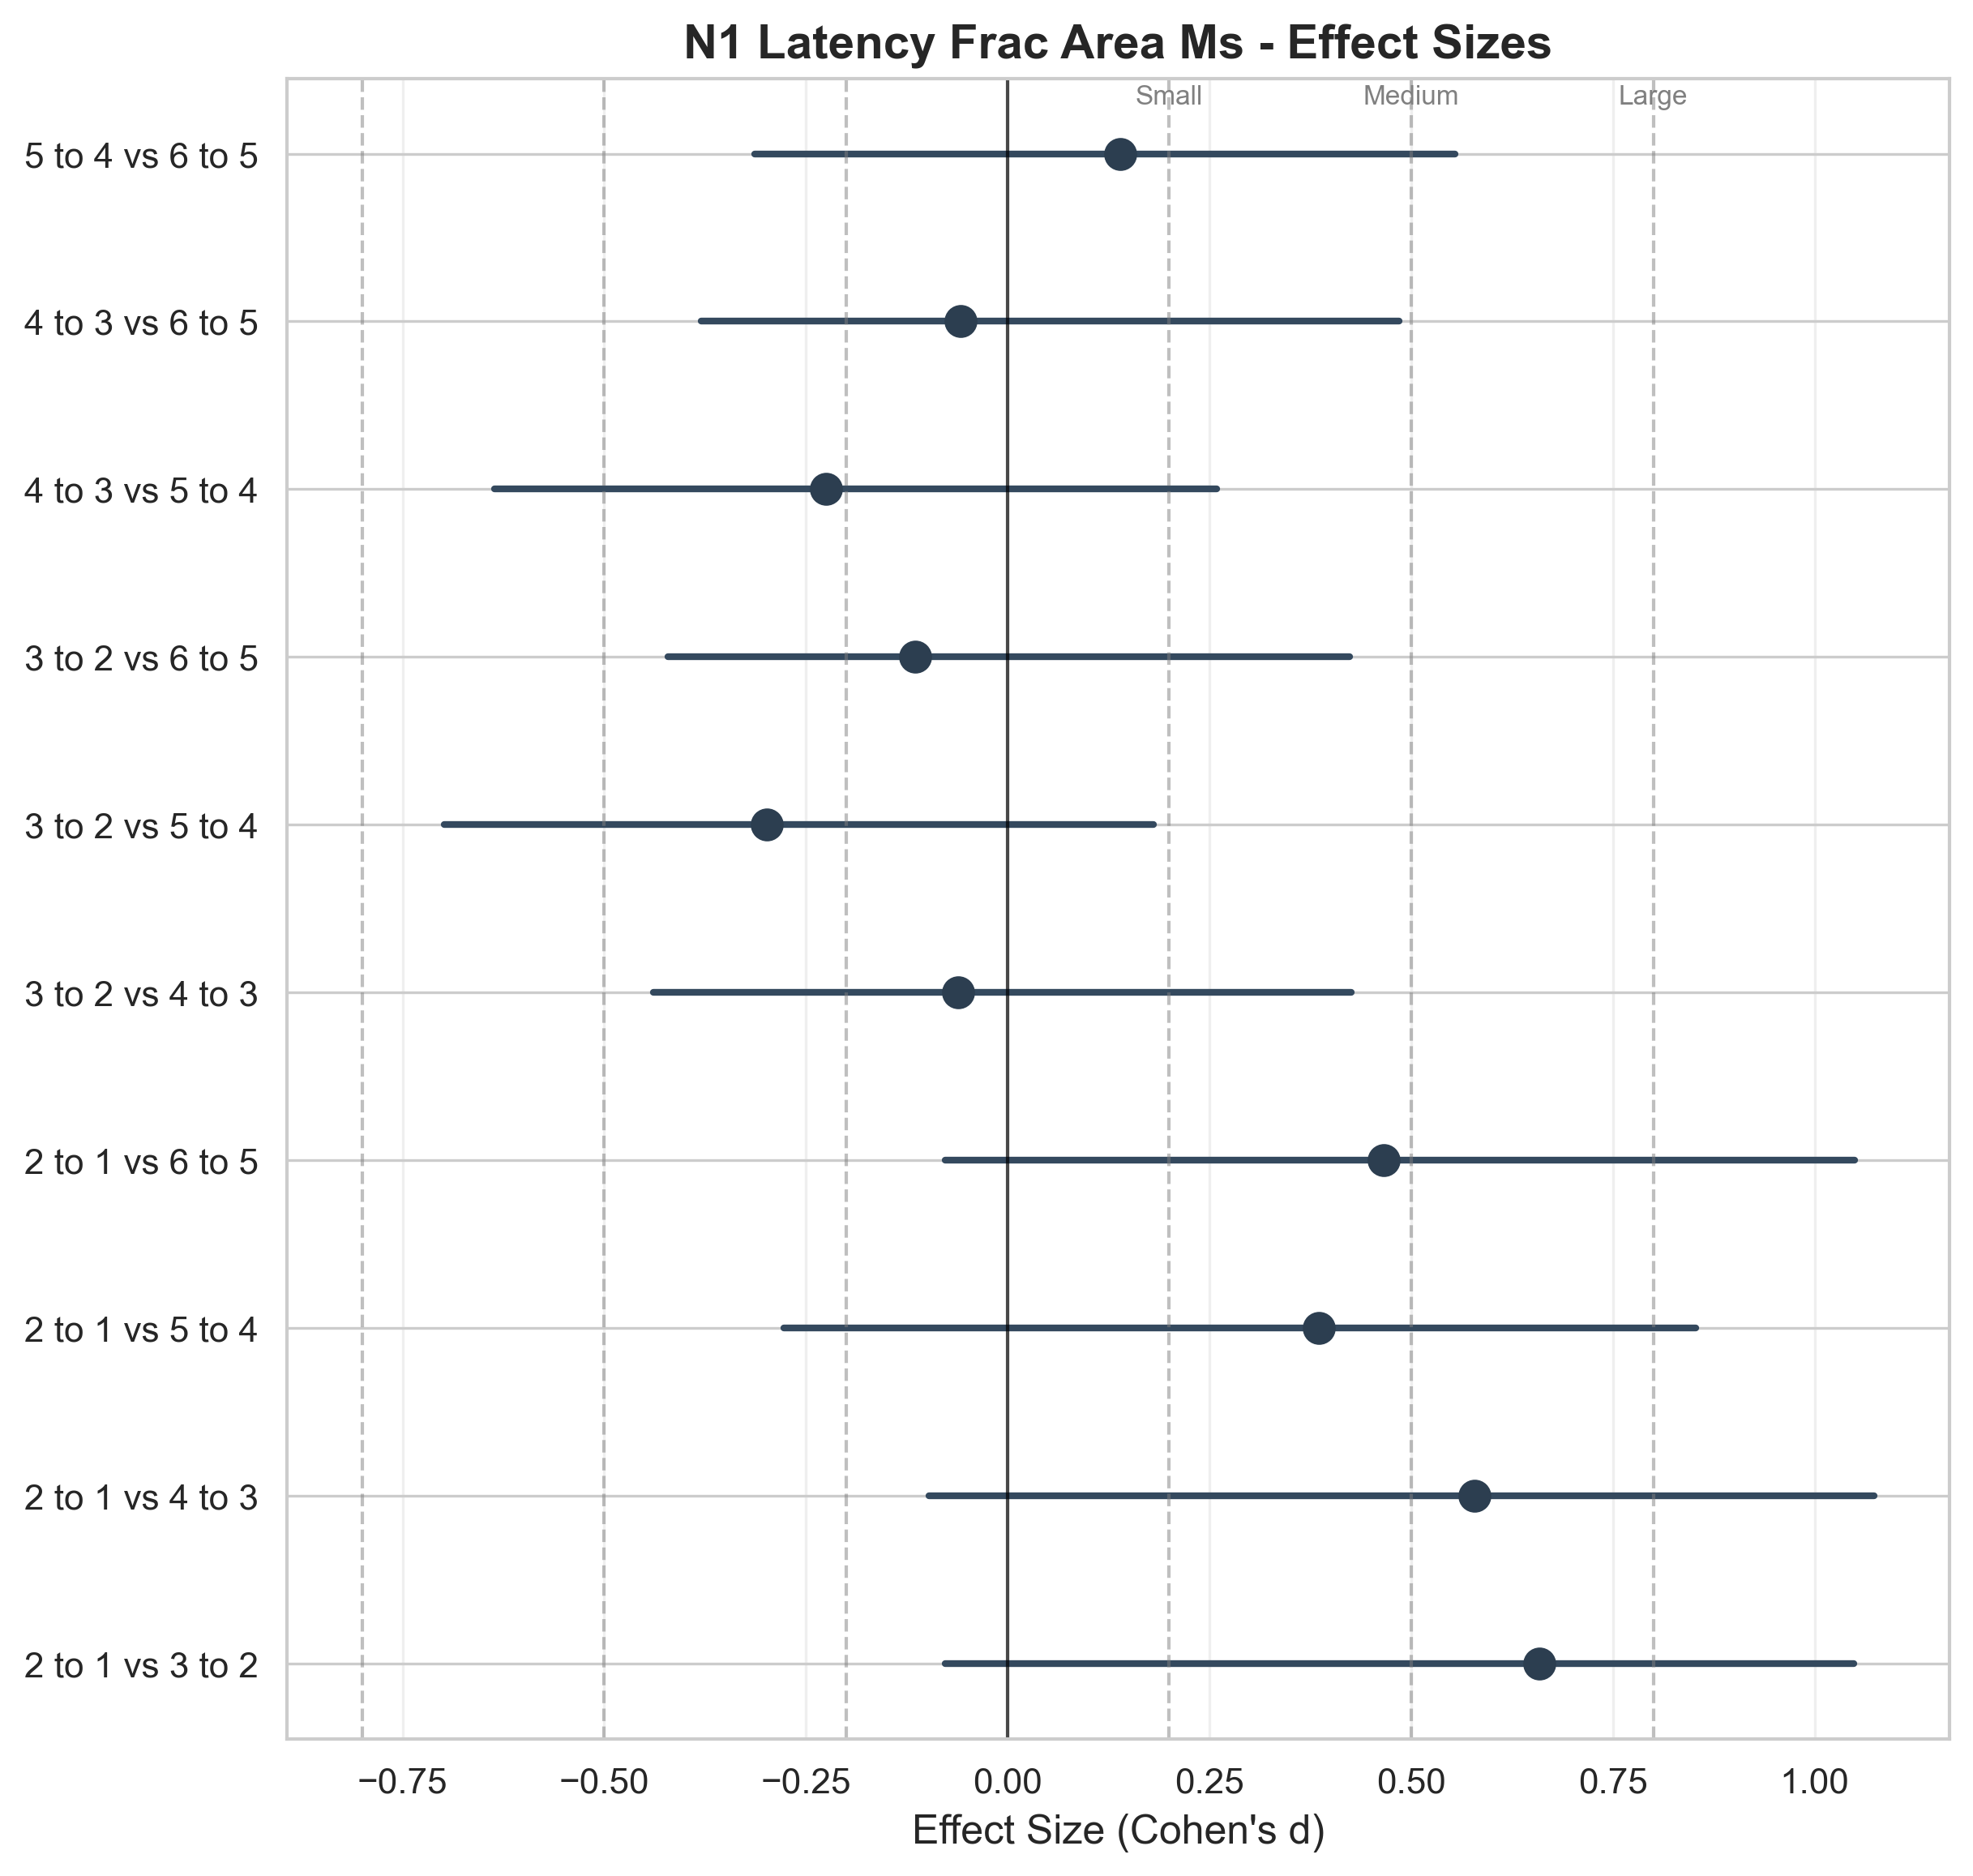 N1 Latency Frac Area Ms - Effect Sizes
Small Medium Large
5 to 4 vs 6 to 5
4 to 3 vs 6 to 5
4 to 3 vs 5 to 4
3 to 2 vs 6 to 5
3 to 2 vs 5 to 4
3 to 2 vs 4 to 3
2 to 1 vs 6 to 5
2 to 1 vs 5 to 4
2 to 1 vs 4 to 3
2 to 1 vs 3 to 2
−0.75 −0.50 −0.25 0.00 0.25 0.50 0.75 1.00
Effect Size (Cohen's d)